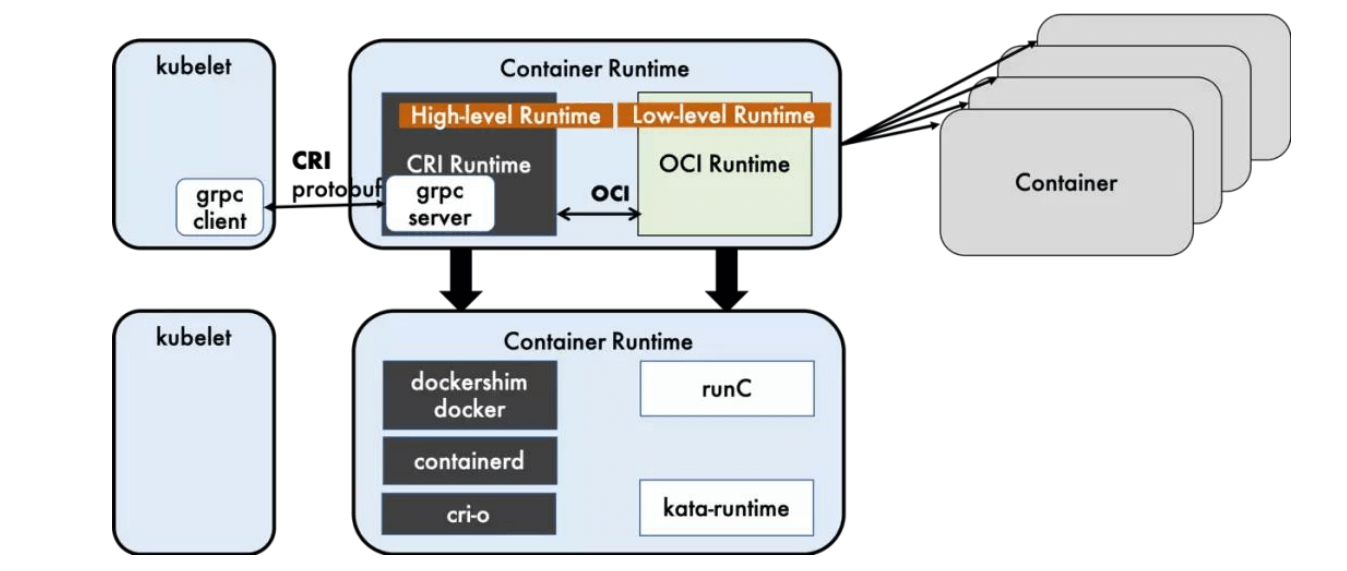 kubelet
Container Runtime
High-level Runtime
Low-level Runtime
CRI
protobuf
CRI Runtime
OCI Runtime
grpc
client
grpc
server
OCI
Container
kubelet
Container Runtime
dockershim
docker
runC
containerd
cri-o
kata-runtime